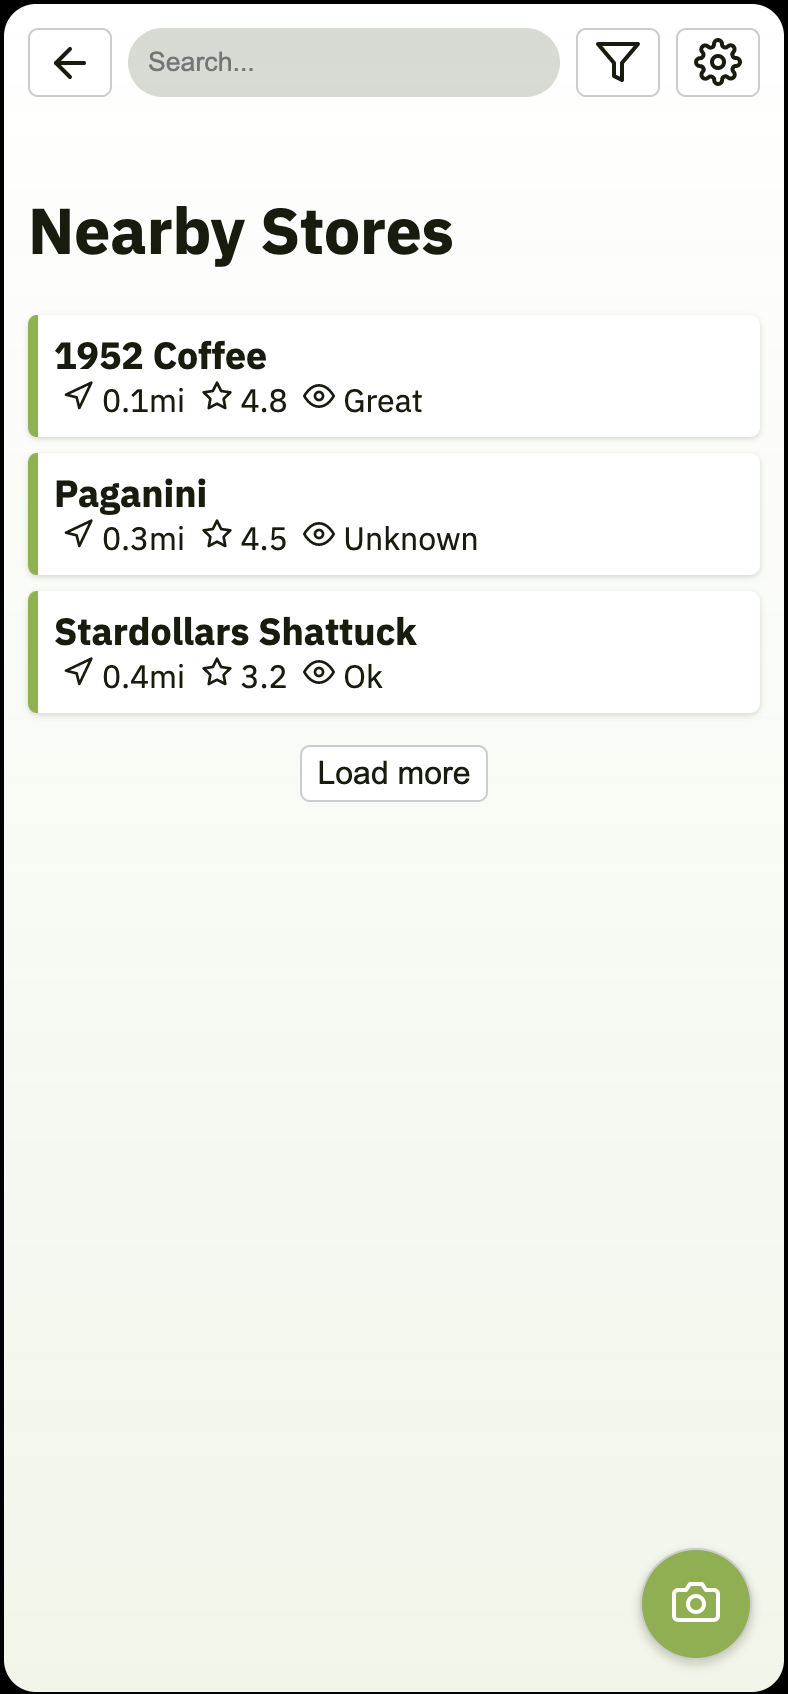 Search...
Nearby Stores
1952 Coffee
0.1mi 4.8 Great
Paganini
0.3mi 4.5 Unknown
Stardollars Shattuck
0.4mi 3.2 Ok
Load more